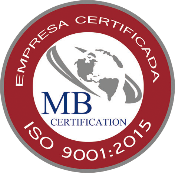 EMPRESA CERTIFICADA
MB
CERTIFICATION
ISO 9001:2015